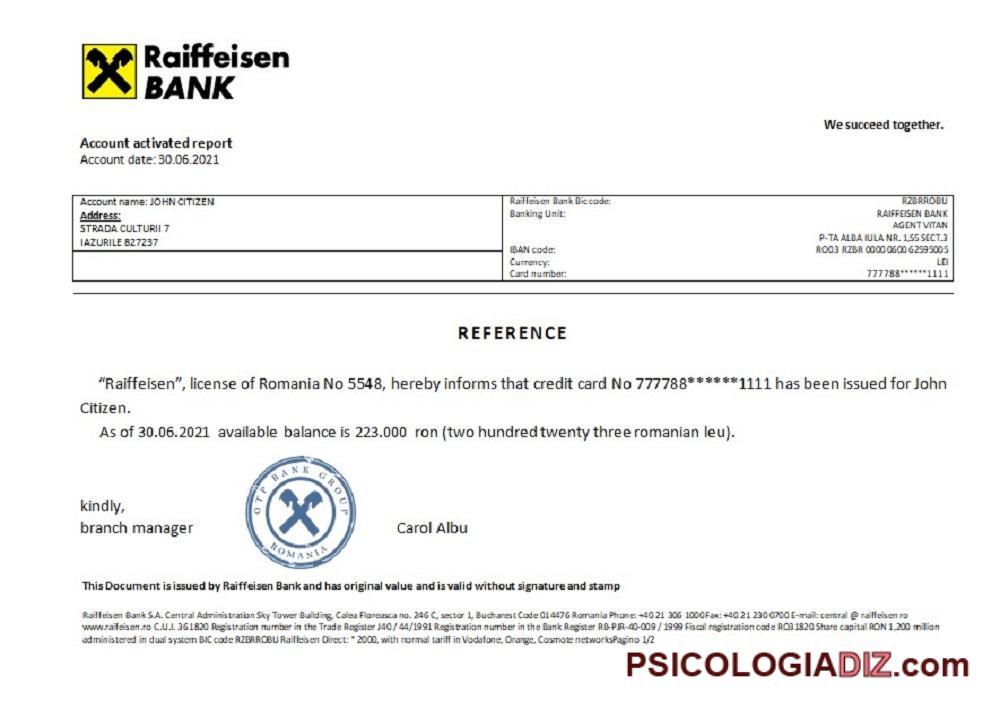 Raiffeisen
BANK
We succeed together.
Account activated report
Account date: 30.06.2021
Account name: JOHN CITIZEN
Address:
STRADA CULTURII 7
IAZURILE 827237
Raiffeisen Bank Bic code: RZBRROBU
Banking Unit: RAIFFEISEN BANK
AGENT VITAN
P-TA ALBA IULA NR. 1,S5 SECT.3
IBAN code: RO03 RZBR 0000 0600 6259 5005
Currency: LEI
Card number: 777788******1111
REFERENCE
“Raiffeisen”, license of Romania No 5548, hereby informs that credit card No 777788******1111 has been issued for John
Citizen.
As of 30.06.2021 available balance is 223.000 ron (two hundred twenty three romanian leu).
OTP BANK GROUP
ROMANIA
kindly,
branch manager Carol Albu
This Document is issued by Raiffeisen Bank and has original value and is valid without signature and stamp
Raiffeisen Bank S.A. Central Administration Sky Tower Building, Calea Floreasca no. 246 C, sector 1, Bucharest Code 014476 Romania Phone: +40 21 306 1000 Fax: +40 21 230 0700 E-mail: central @ raiffeisen ro
www.raiffeisen.ro C.U.I. 361820 Registration number in the Trade Register J40 / 44/1991 Registration number in the Bank Register RB-PJR-40-009 / 1999 Fiscal registration code RO31820 Share capital RON 1,200 million
administered in dual system BIC code RZBRROBU Raiffeisen Direct: * 2000, with normal tariff in Vodafone, Orange, Cosmote networksPagino 1/2
PSICOLOGIADIZ.com